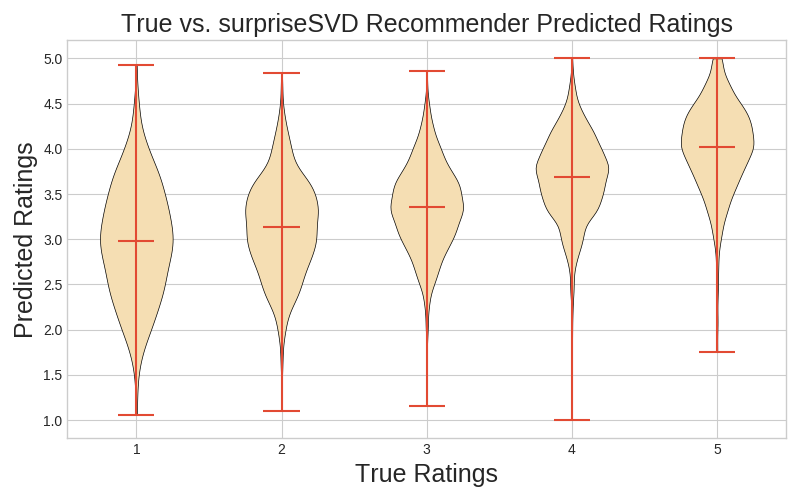 True vs. surpriseSVD Recommender Predicted Ratings
Predicted Ratings
5.0
4.5
4.0
3.5
3.0
2.5
2.0
1.5
1.0
1 2 3 4 5
True Ratings